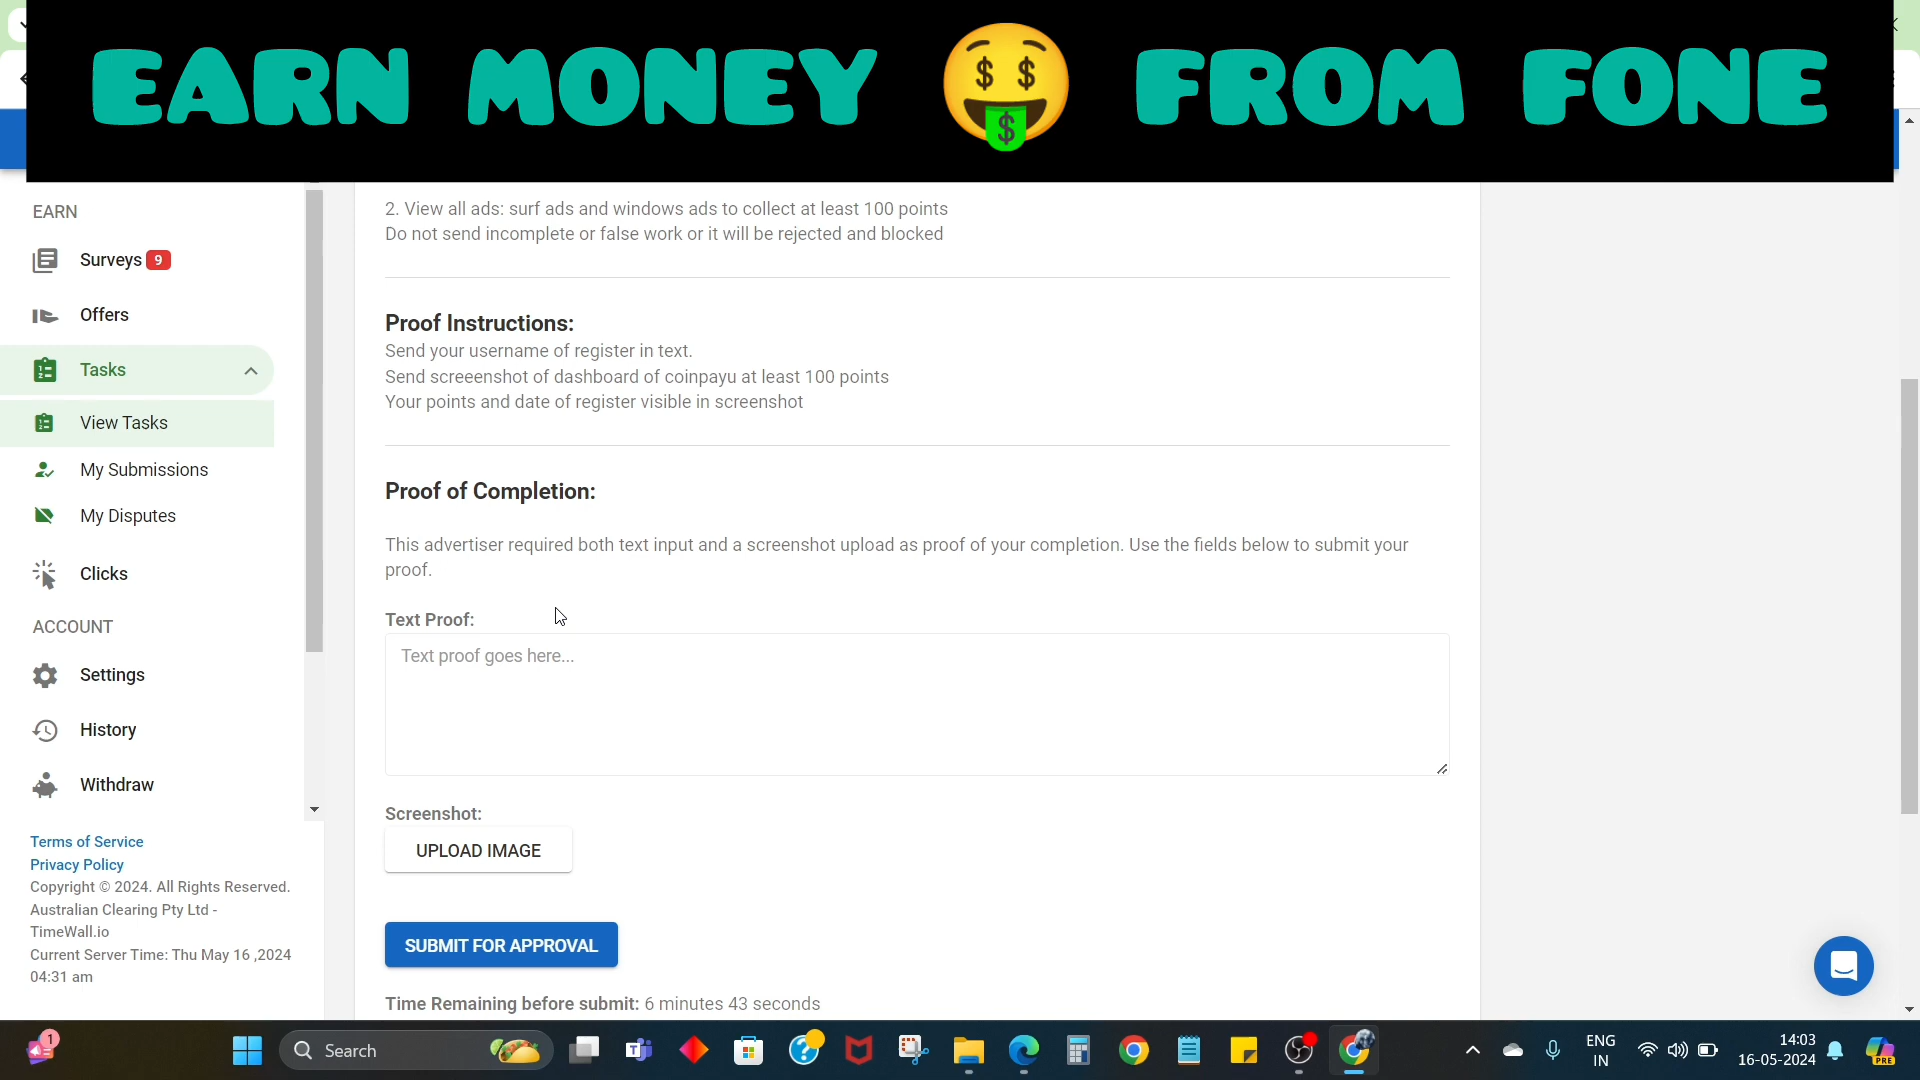 EARN MONEY FROM FONE
EARN
Surveys 9
Offers
Tasks
View Tasks
My Submissions
My Disputes
Clicks
ACCOUNT
Settings
History
Withdraw
Terms of Service
Privacy Policy
Copyright © 2024. All Rights Reserved.
Australian Clearing Pty Ltd -
TimeWall.io
Current Server Time: Thu May 16 ,2024
04:31 am
2. View all ads: surf ads and windows ads to collect at least 100 points
Do not send incomplete or false work or it will be rejected and blocked
Proof Instructions:
Send your username of register in text.
Send screeenshot of dashboard of coinpayu at least 100 points
Your points and date of register visible in screenshot
Proof of Completion:
This advertiser required both text input and a screenshot upload as proof of your completion. Use the fields below to submit your
proof.
Text Proof:
Text proof goes here...
Screenshot:
UPLOAD IMAGE
SUBMIT FOR APPROVAL
Time Remaining before submit: 6 minutes 43 seconds
1
Search
ENG
IN
14:03
16-05-2024
PRE